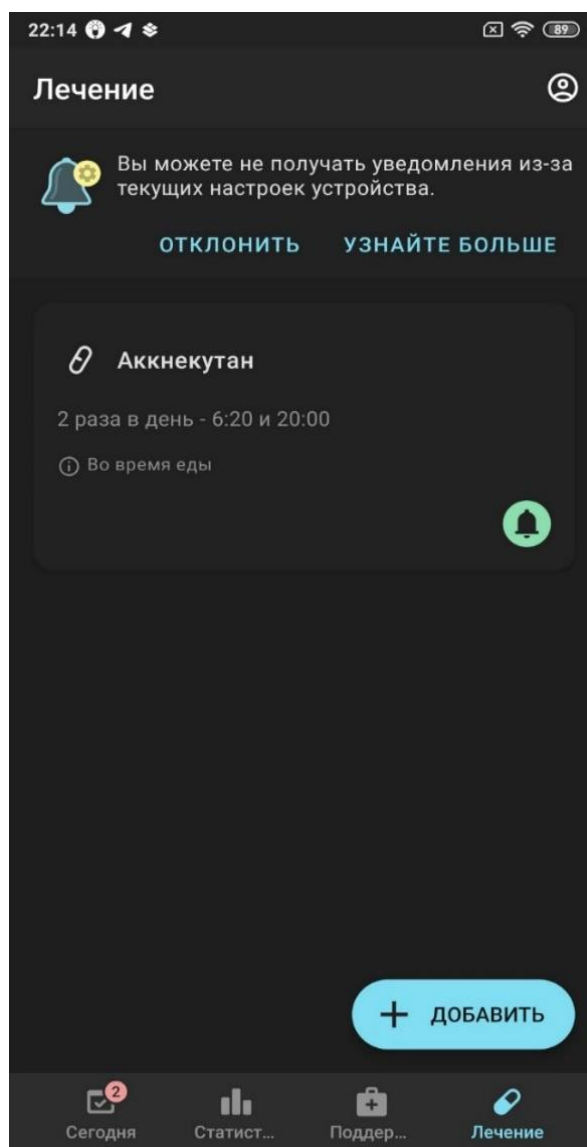 22:14
89
Лечение
Вы можете не получать уведомления из-за
текущих настроек устройства.
ОТКЛОНИТЬ УЗНАЙТЕ БОЛЬШЕ
Аккнекутан
2 раза в день - 6:20 и 20:00
Во время еды
+ ДОБАВИТЬ
2
Сегодня Статист... Поддер... Лечение